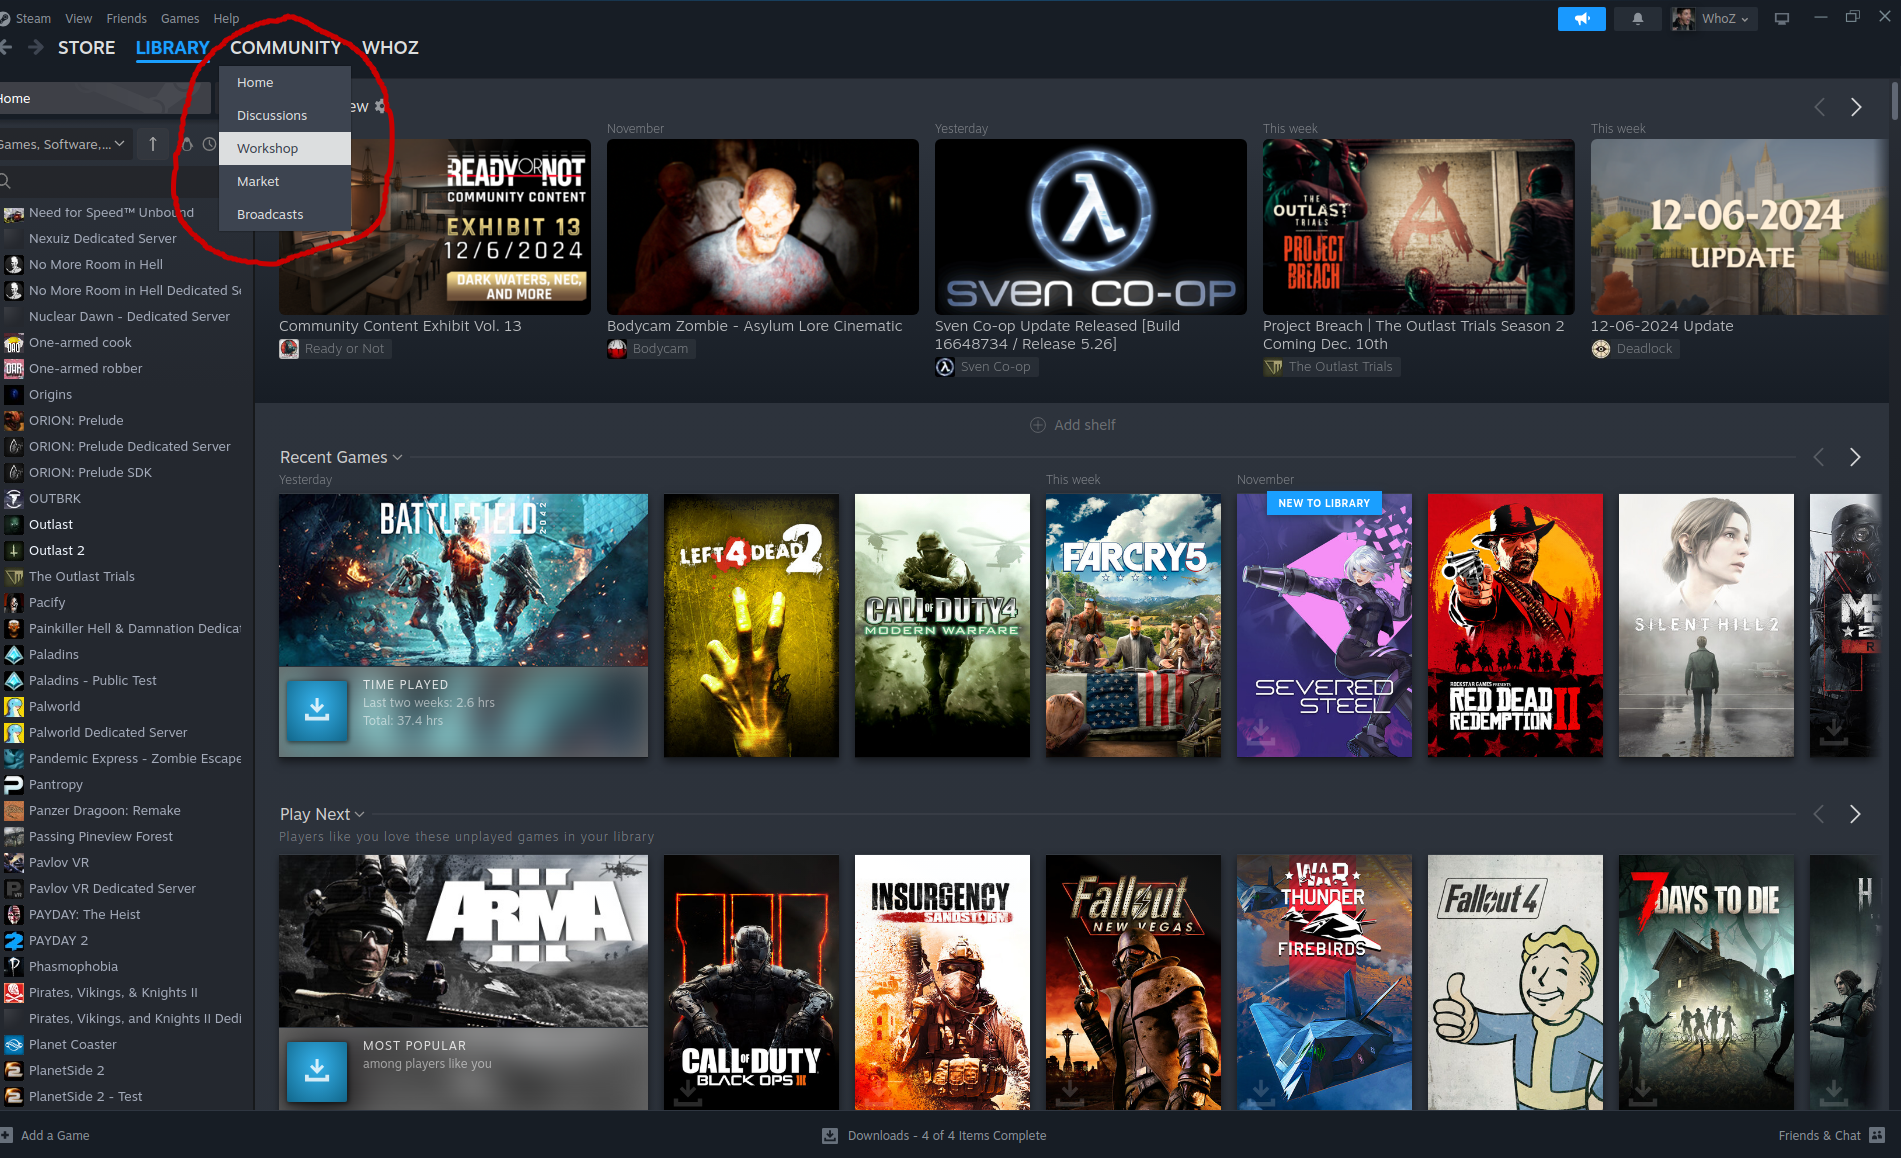 Steam View Friends Games Help
WhoZ
STORE LIBRARY COMMUNITY WHOZ
Home
Discussions
Workshop
Market
Broadcasts
Home
Games, Software,...
Need for Speed™ Unbound
Nexuiz Dedicated Server
No More Room in Hell
No More Room in Hell Dedicated Se
Nuclear Dawn - Dedicated Server
One-armed cook
One-armed robber
Origins
ORION: Prelude
ORION: Prelude Dedicated Server
ORION: Prelude SDK
OUTBRK
Outlast
Outlast 2
The Outlast Trials
Pacify
Painkiller Hell & Damnation Dedicat
Paladins
Paladins - Public Test
Palworld
Palworld Dedicated Server
Pandemic Express - Zombie Escape
Pantropy
Panzer Dragoon: Remake
Passing Pineview Forest
Pavlov VR
Pavlov VR Dedicated Server
PAYDAY: The Heist
PAYDAY 2
Phasmophobia
Pirates, Vikings, & Knights II
Pirates, Vikings, and Knights II Dedi
Planet Coaster
PlanetSide 2
PlanetSide 2 - Test
ew
READY OR NOT
COMMUNITY CONTENT
EXHIBIT 13
12/6/2024
DARK WATERS, NEC,
AND MORE
Community Content Exhibit Vol. 13
Ready or Not
November
Bodycam Zombie - Asylum Lore Cinematic
Bodycam
Yesterday
SVEN CO-OP
Sven Co-op Update Released [Build
16648734 / Release 5.26]
Sven Co-op
This week
THE
OUTLAST
TRIALS
PROJECT
BREACH
Project Breach | The Outlast Trials Season 2
Coming Dec. 10th
The Outlast Trials
This week
12-06-2024
UPDATE
12-06-2024 Update
Deadlock
Add shelf
Recent Games
Yesterday
BATTLEFIELD 2042
TIME PLAYED
Last two weeks: 2.6 hrs
Total: 37.4 hrs
LEFT 4 DEAD 2
CALL OF DUTY 4
MODERN WARFARE
This week
FARCRY5
November
NEW TO LIBRARY
SEVERED
STEEL
ROCKSTAR GAMES PRESENTS
RED DEAD
REDEMPTION II
SILENT HILL 2
Play Next
Players like you love these unplayed games in your library
ARMA III
MOST POPULAR
among players like you
CALL OF DUTY
BLACK OPS III
INSURGENCY
SANDSTORM
Fallout
NEW VEGAS
WAR
THUNDER
FIREBIRDS
Fallout 4
7 DAYS TO DIE
H
Add a Game
Downloads - 4 of 4 Items Complete
Friends & Chat